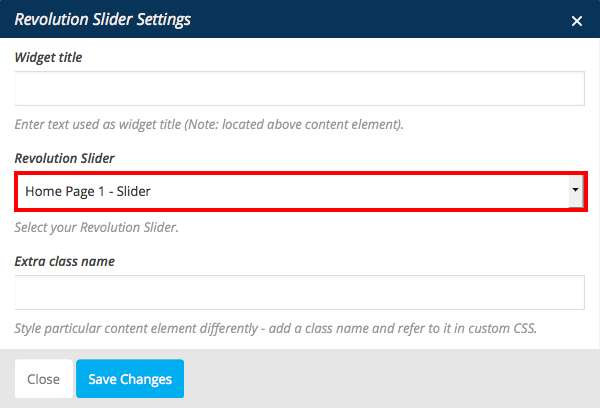 Revolution Slider Settings
Widget title
Enter text used as widget title (Note: located above content element).
Revolution Slider
Home Page 1 - Slider
Select your Revolution Slider.
Extra class name
Style particular content element differently - add a class name and refer to it in custom CSS.
Close Save Changes